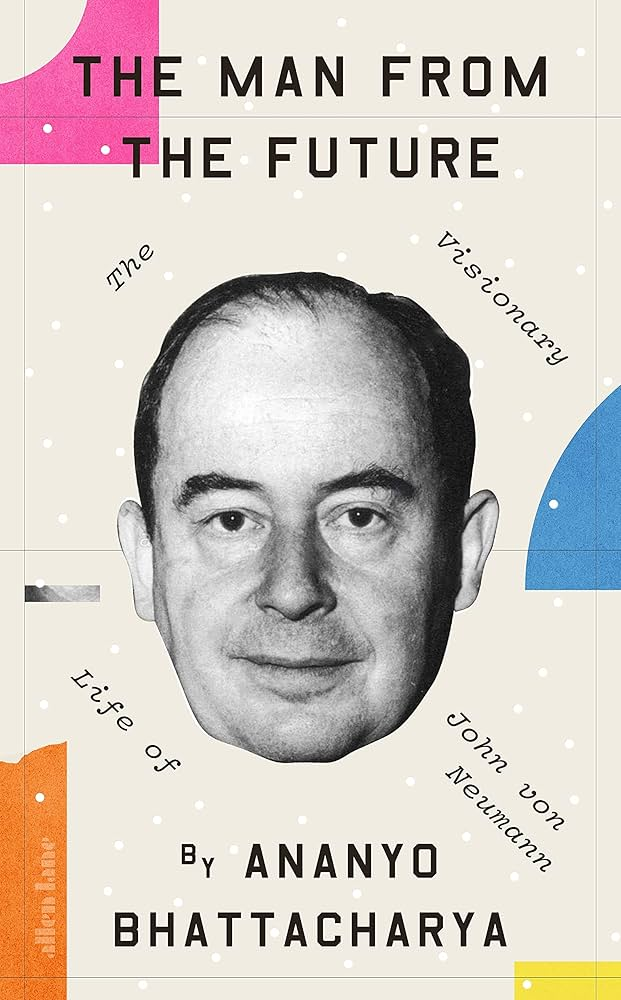 THE MAN FROM
THE FUTURE
The
Visionary
Life of
John von
Neumann
BY ANANYO
BHATTACHARYA
allen lane